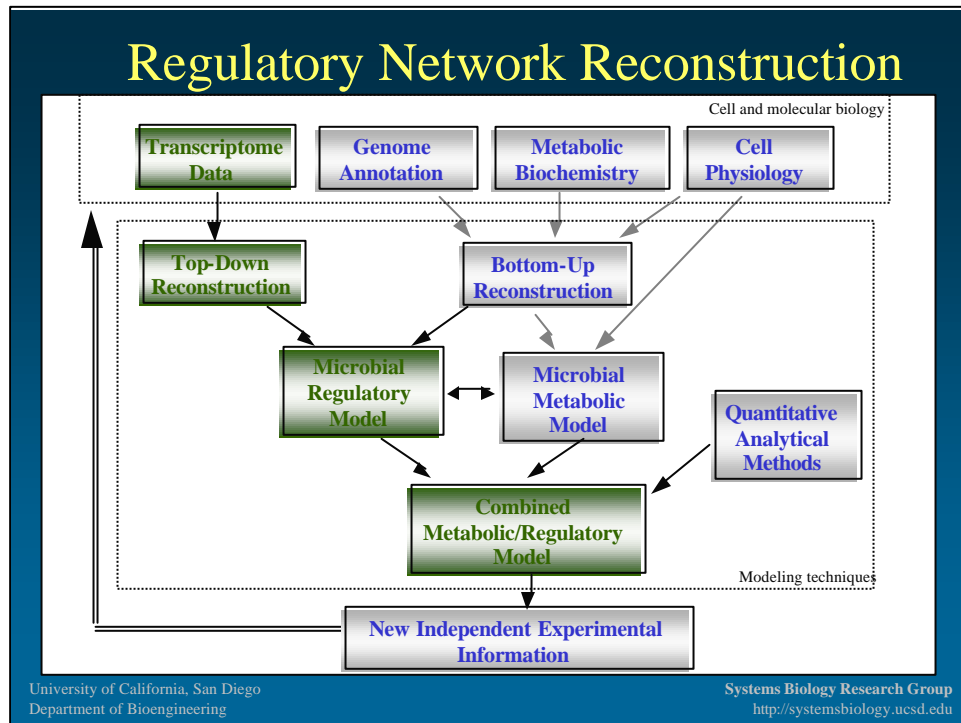 Regulatory Network Reconstruction
Cell and molecular biology
Transcriptome
Data
Genome
Annotation
Metabolic
Biochemistry
Cell
Physiology
Top-Down
Reconstruction
Bottom-Up
Reconstruction
Microbial
Regulatory
Model
Microbial
Metabolic
Model
Quantitative
Analytical
Methods
Combined
Metabolic/Regulatory
Model
Modeling techniques
New Independent Experimental
Information
University of California, San Diego
Department of Bioengineering
Systems Biology Research Group
http://systemsbiology.ucsd.edu